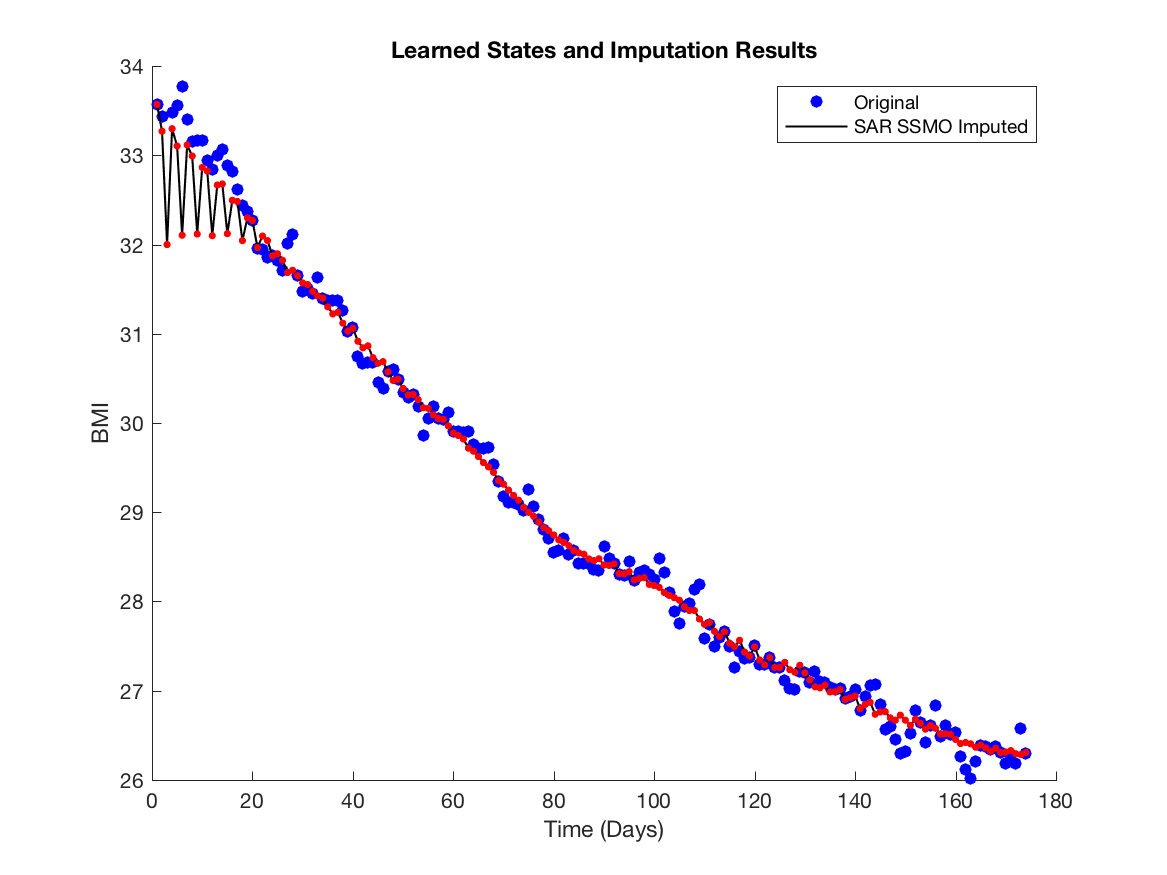 Learned States and Imputation Results
Original
SAR SSMO Imputed
BMI
34
33
32
31
30
29
28
27
26
0 20 40 60 80 100 120 140 160 180
Time (Days)